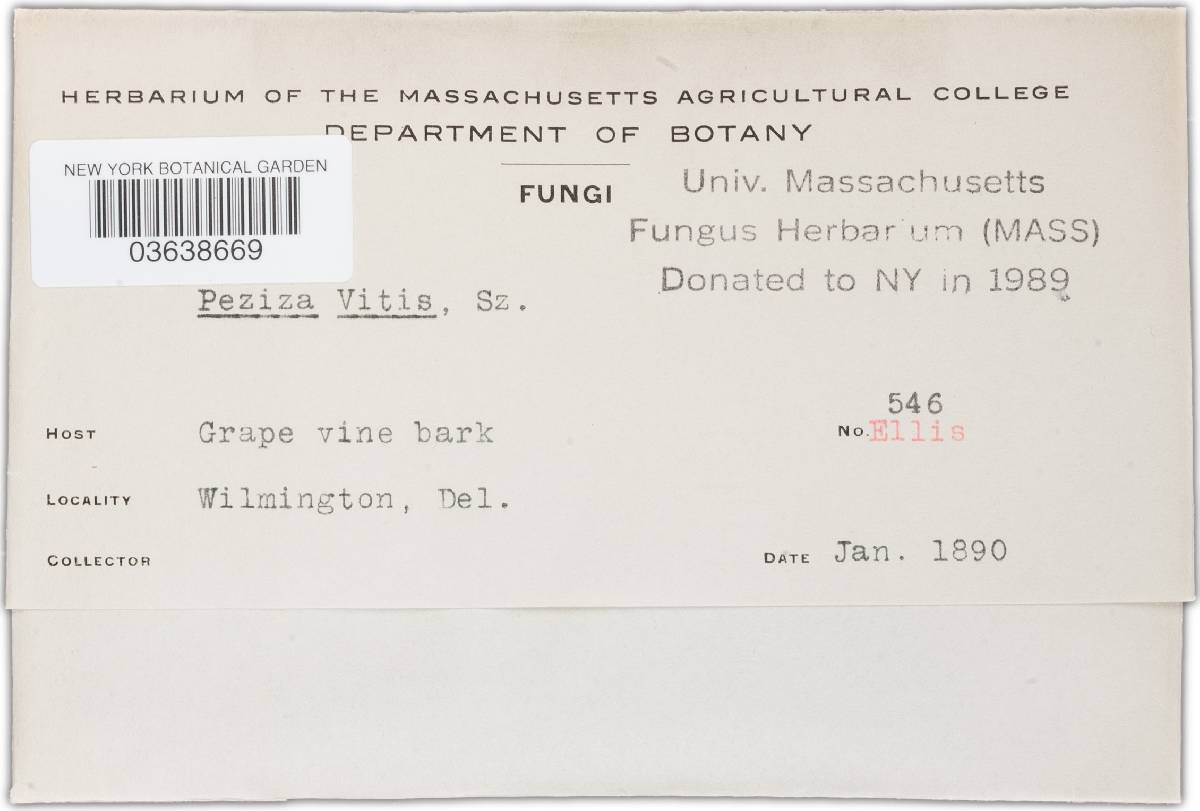 HERBARIUM OF THE MASSACHUSETTS AGRICULTURAL COLLEGE
DEPARTMENT OF BOTANY
NEW YORK BOTANICAL GARDEN
03638669
FUNGI
Univ. Massachusetts
Fungus Herbarium (MASS)
Donated to NY in 1989
Peziza Vitis, Sz.
546
HOST Grape vine bark No. Ellis
LOCALITY Wilmington, Del.
COLLECTOR DATE Jan. 1890